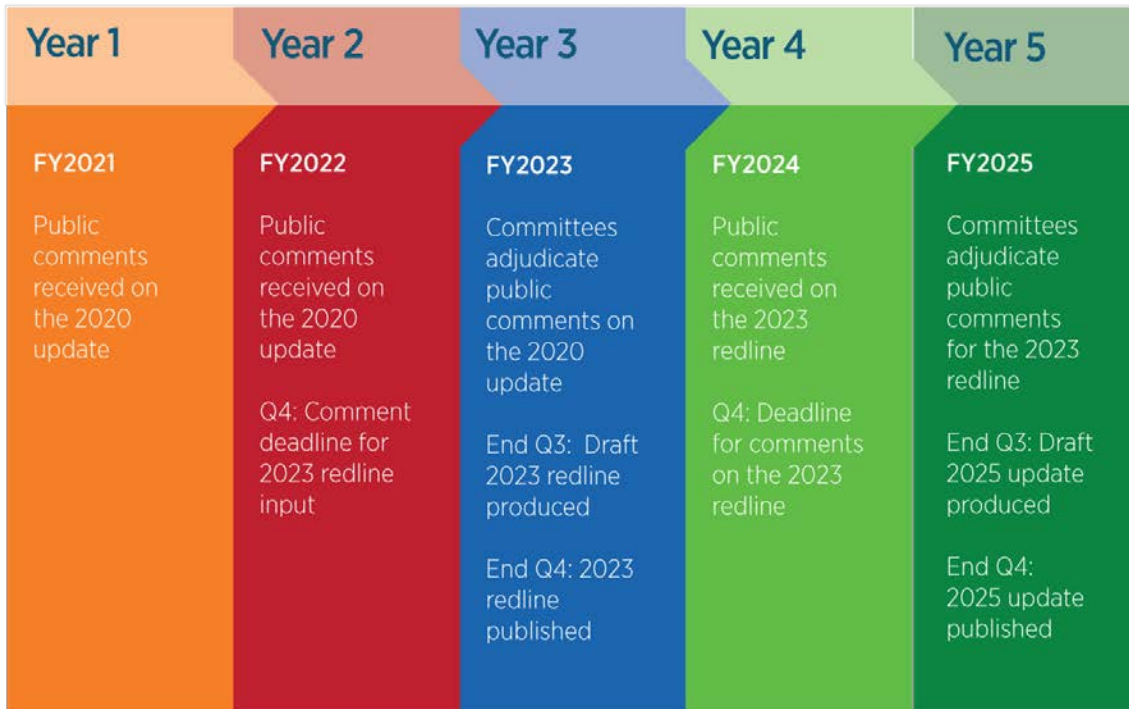 Year 1
Year 2
Year 3
Year 4
Year 5
FY2021
Public
comments
received on
the 2020
update
FY2022
Public
comments
received on
the 2020
update
Q4: Comment
deadline for
2023 redline
input
FY2023
Committees
adjudicate
public
comments on
the 2020
update
End Q3: Draft
2023 redline
produced
End Q4: 2023
redline
published
FY2024
Public
comments
received on
the 2023
redline
Q4: Deadline
for comments
on the 2023
redline
FY2025
Committees
adjudicate
public
comments
for the 2023
redline
End Q3: Draft
2025 update
produced
End Q4:
2025 update
published